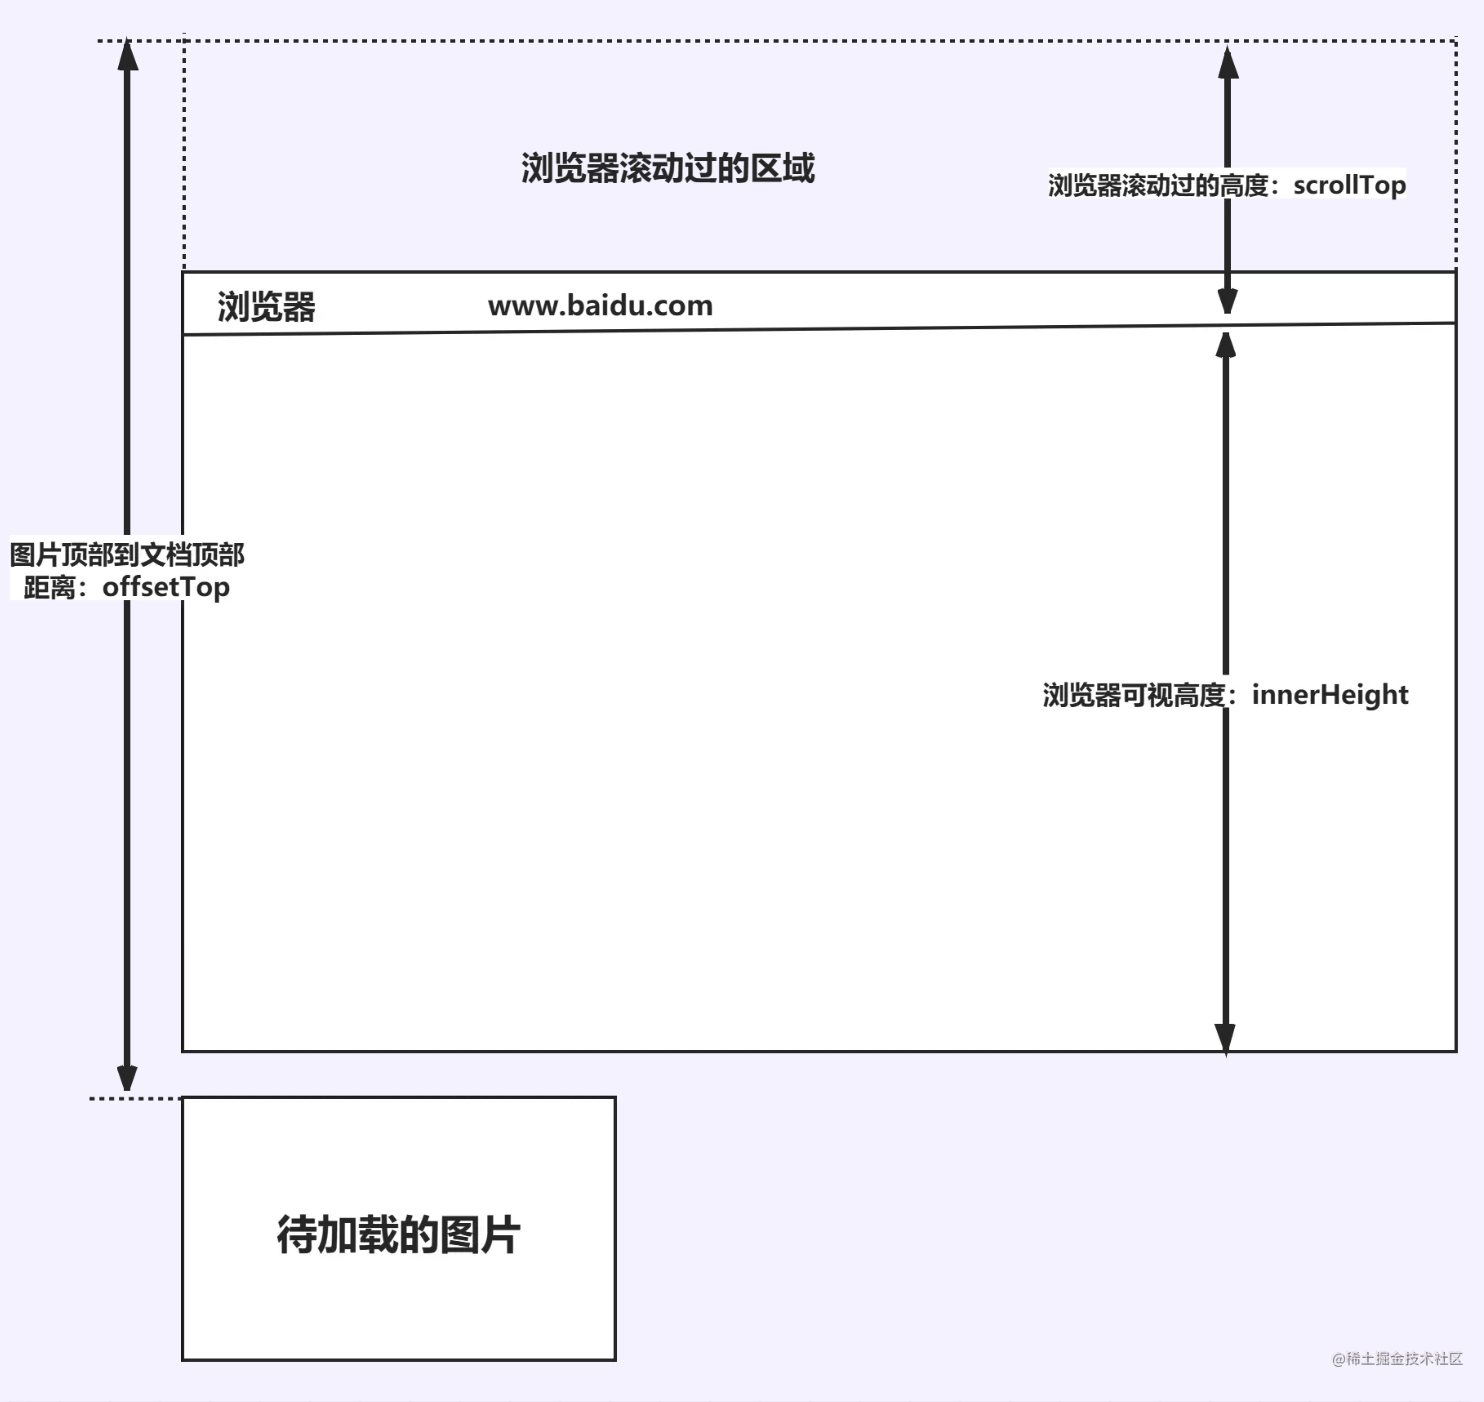 浏览器滚动过的区域
浏览器滚动过的高度：scrollTop
浏览器 www.baidu.com
图片顶部到文档顶部
距离：offsetTop
浏览器可视高度：innerHeight
待加载的图片
@稀土掘金技术社区